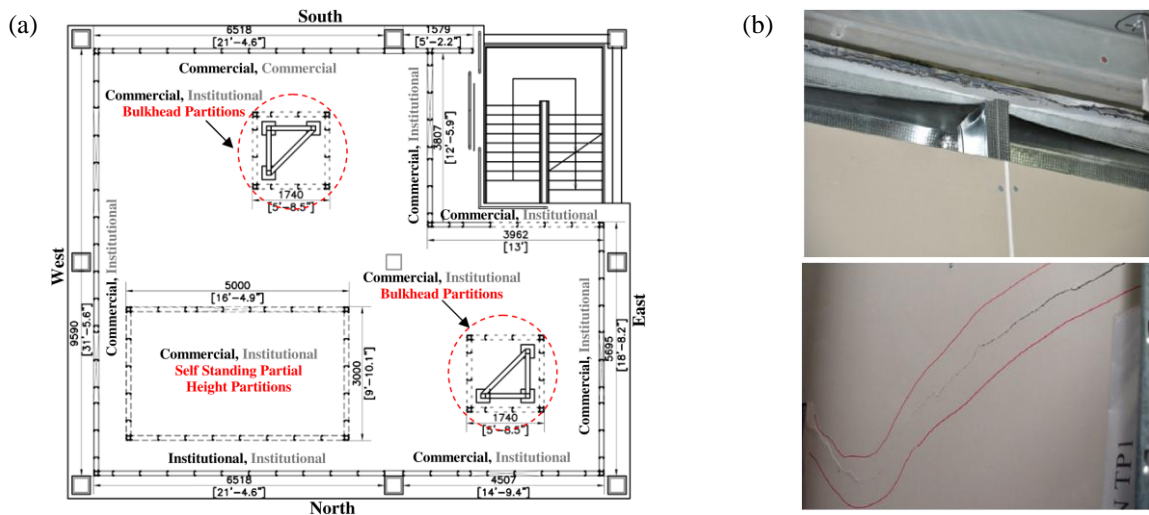 (a)
South
6518
[21'-4.6"]
1579
[5'-2.2"]
Commercial, Commercial
Commercial, Institutional
Bulkhead Partitions
1740
[5'-8.5"]
Commercial, Institutional
3807
[12'-5.9"]
Commercial, Institutional
3962
[13']
West
9590
[31'-5.6"]
Commercial, Institutional
5000
[16'-4.9"]
Commercial, Institutional
Self Standing Partial
Height Partitions
3000
[9'-10.1"]
Commercial, Institutional
Bulkhead Partitions
1740
[5'-8.5"]
Commercial, Institutional
5695
[18'-8.2"]
East
Institutional, Institutional
Commercial, Institutional
6518
[21'-4.6"]
4507
[14'-9.4"]
North
(b)
N TP1